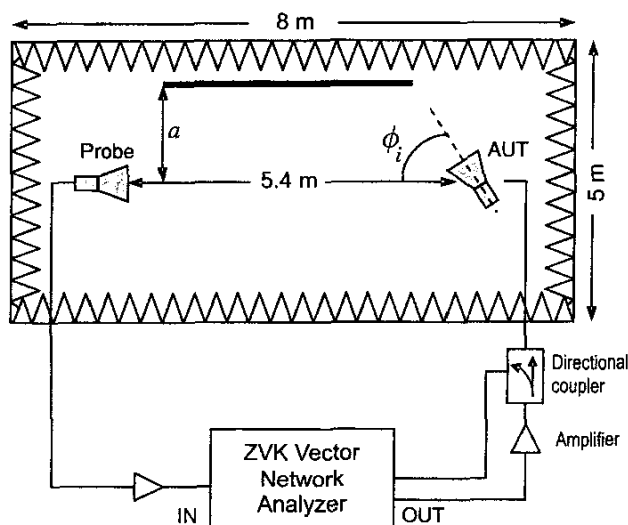 8 m
a
Probe
ϕi
AUT
5.4 m
5 m
Directional
coupler
Amplifier
ZVK Vector
Network
Analyzer
IN
OUT